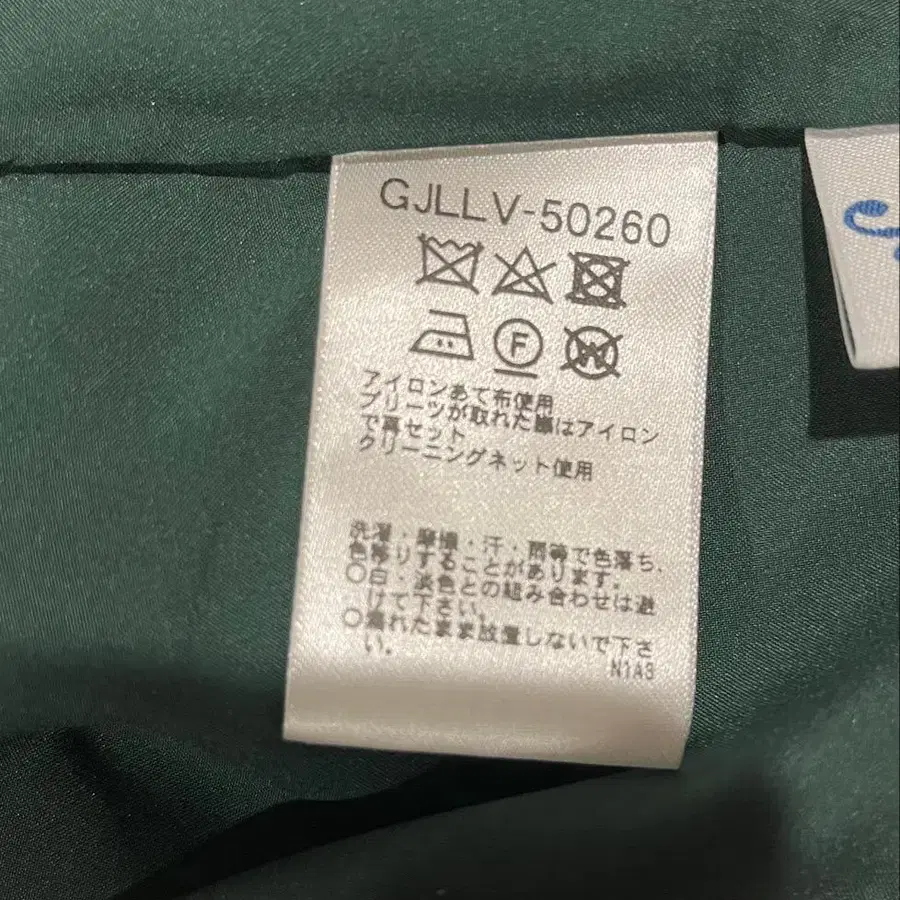 GJLLV-50260
F
W
アイロンあて布使用
プリーツが取れた際はアイロン
で再セット
クリーニングネット使用
洗濯・摩擦・汗・雨等で色落ち、
色移りすることがあります。
○白・淡色との組み合わせは避
けて下さい。
○濡れたまま放置しないで下さ
い。
N1A3